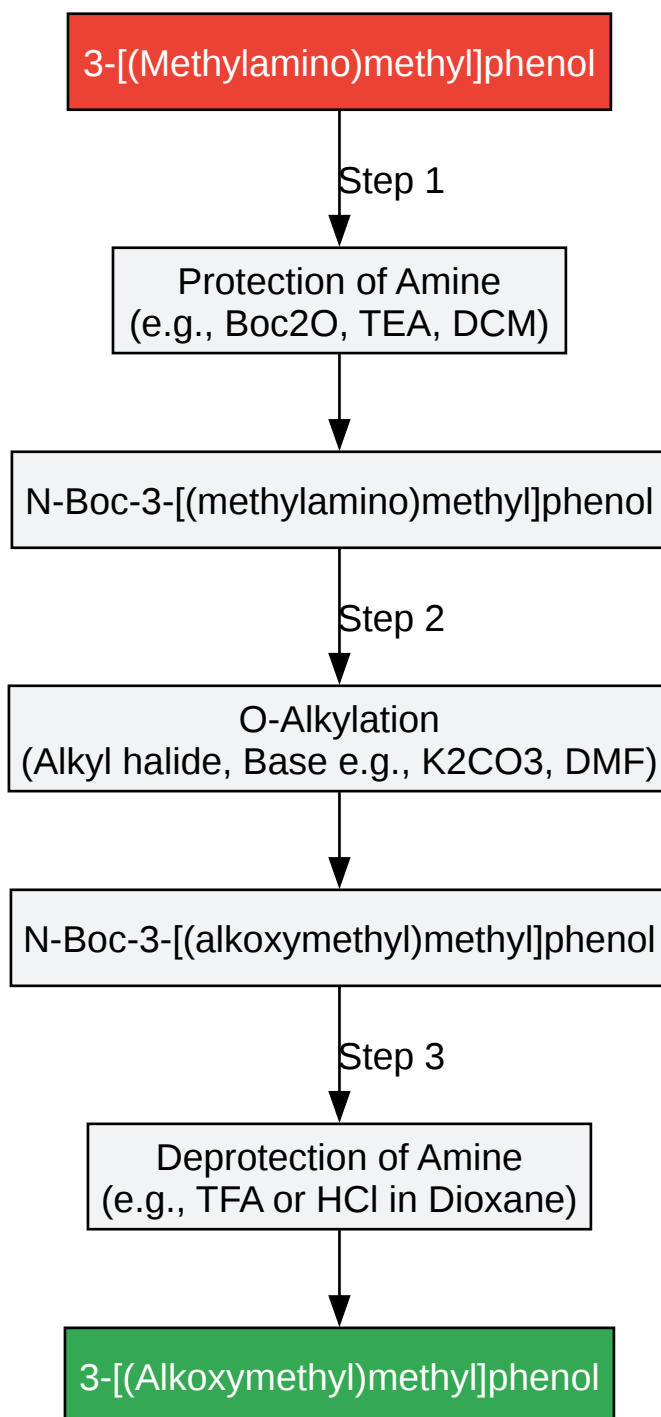 3-[(Methylamino)methyl]phenol
Step 1
Protection of Amine
(e.g., Boc2O, TEA, DCM)
N-Boc-3-[(methylamino)methyl]phenol
Step 2
O-Alkylation
(Alkyl halide, Base e.g., K2CO3, DMF)
N-Boc-3-[(alkoxymethyl)methyl]phenol
Step 3
Deprotection of Amine
(e.g., TFA or HCl in Dioxane)
3-[(Alkoxymethyl)methyl]phenol